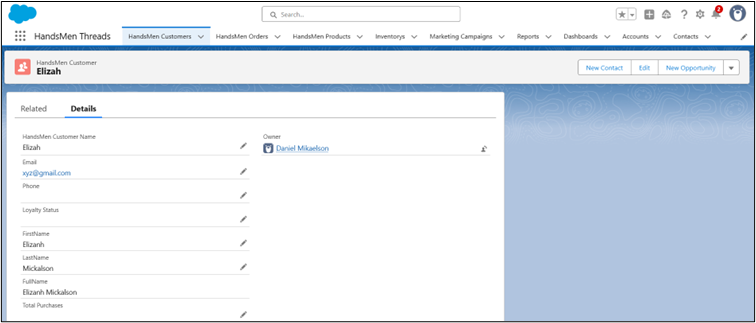 Search...
2
HandsMen Threads
HandsMen Customers
HandsMen Orders
HandsMen Products
Inventorys
Marketing Campaigns
Reports
Dashboards
Accounts
Contacts
HandsMen Customer
Elizah
New Contact
Edit
New Opportunity
Related
Details
HandsMen Customer Name
Elizah
Owner
Daniel Mikaelson
Email
xyz@gmail.com
Phone
Loyalty Status
FirstName
Elizanh
LastName
Mickalson
FullName
Elizanh Mickalson
Total Purchases